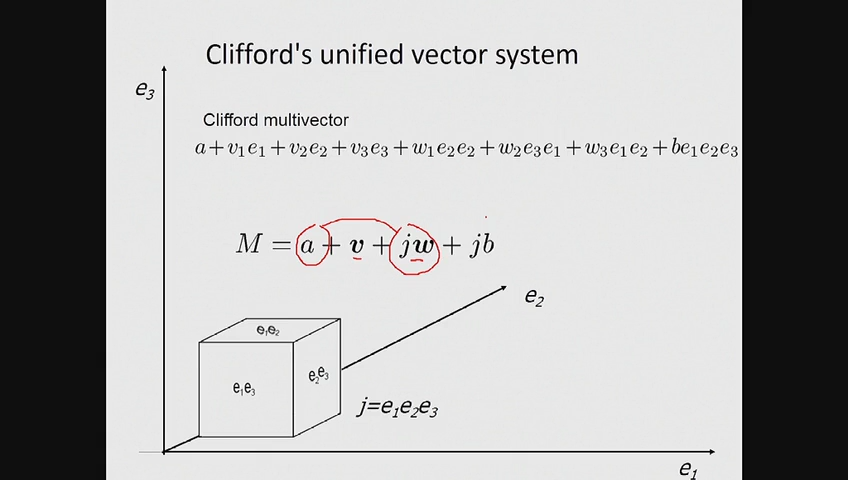 Clifford's unified vector system
e₃
Clifford multivector
a + v₁e₁ + v₂e₂ + v₃e₃ + w₁e₂e₂ + w₂e₃e₁ + w₃e₁e₂ + be₁e₂e₃
M = a + v + jw + jb
e₂
e₁e₂
e₁e₃
e₂e₃
j=e₁e₂e₃
e₁